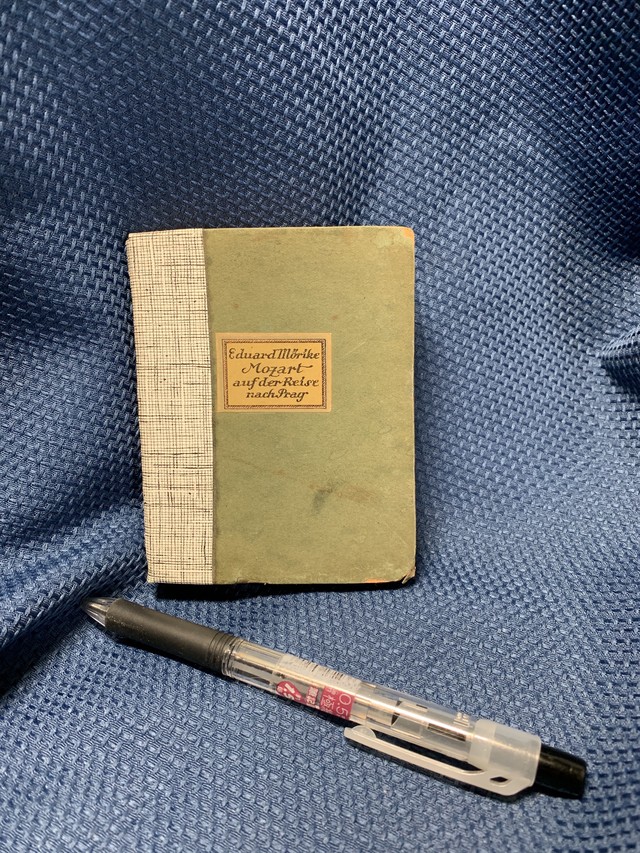 Eduard Mörike
Mozart
auf der Reise
nach Prag
0.5